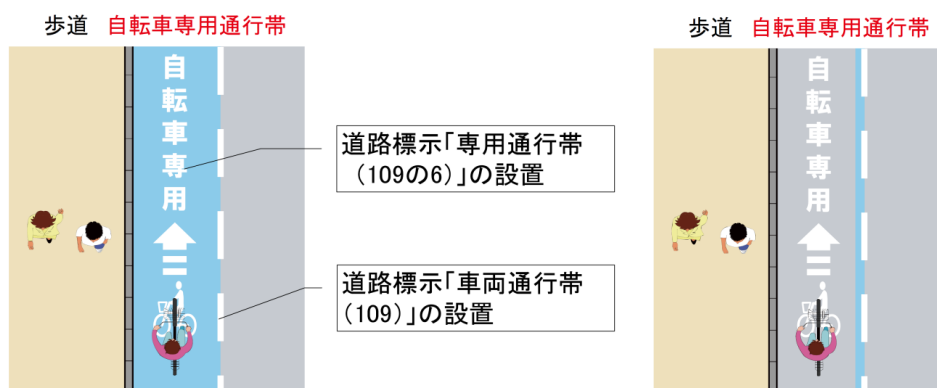 歩道 自転車専用通行帯
自転車専用
道路標示「専用通行帯
(109の6)」の設置
道路標示「車両通行帯
(109)」の設置
歩道 自転車専用通行帯
自転車専用